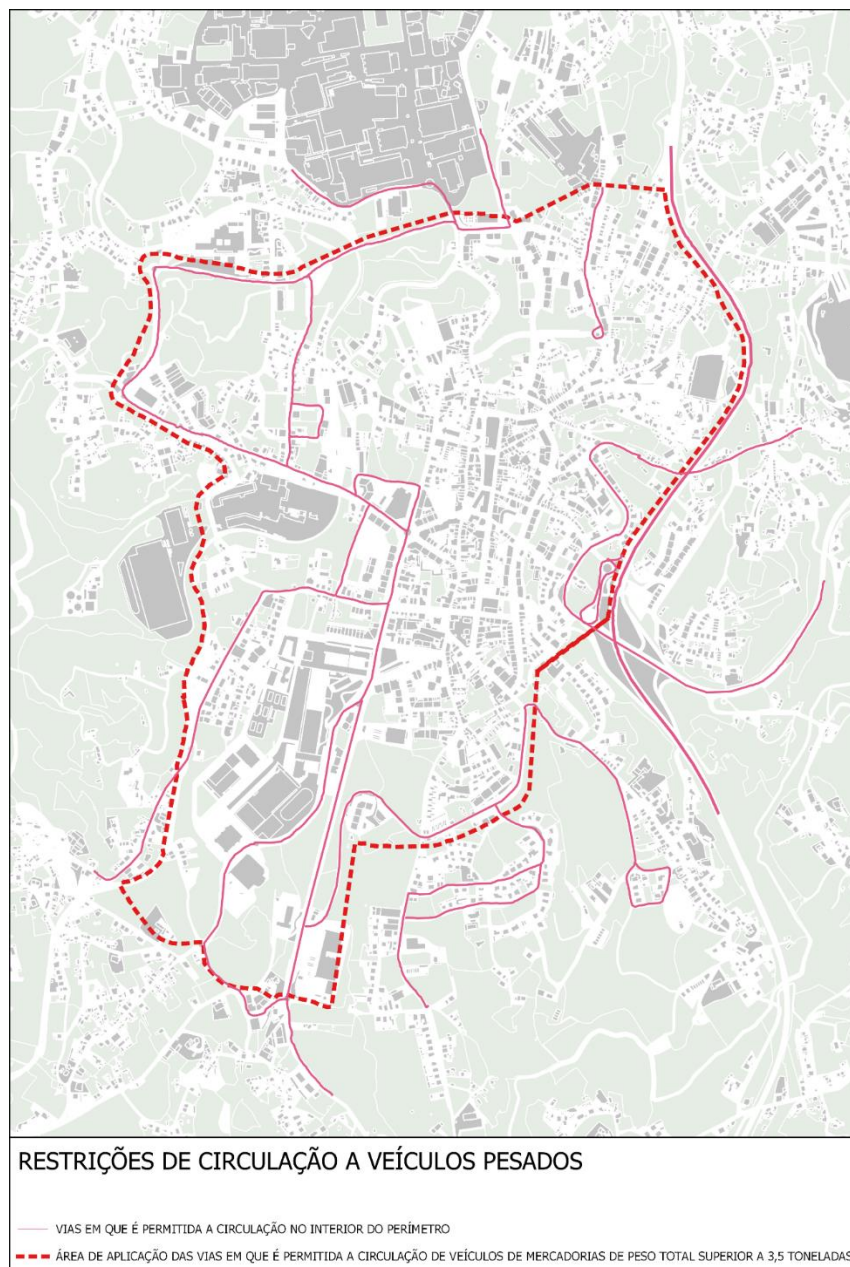 RESTRIÇÕES DE CIRCULAÇÃO A VEÍCULOS PESADOS
VIAS EM QUE É PERMITIDA A CIRCULAÇÃO NO INTERIOR DO PERÍMETRO
ÁREA DE APLICAÇÃO DAS VIAS EM QUE É PERMITIDA A CIRCULAÇÃO DE VEÍCULOS DE MERCADORIAS DE PESO TOTAL SUPERIOR A 3,5 TONELADAS